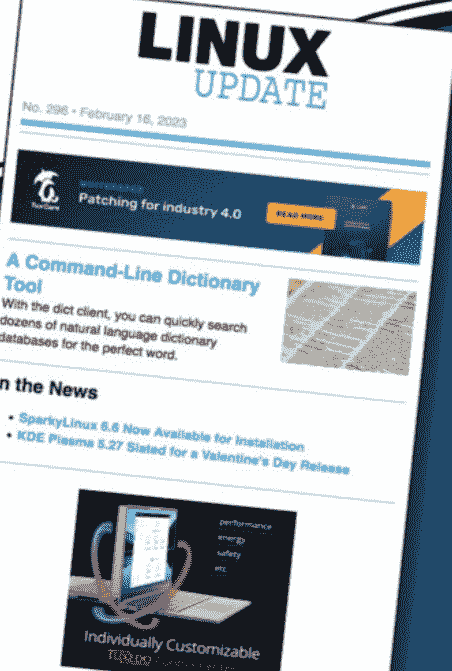 LINUX
UPDATE
No. 296 • February 16, 2023
Patching for industry 4.0
READ MORE
A Command-Line Dictionary
Tool
With the dict client, you can quickly search
dozens of natural language dictionary
databases for the perfect word.
n the News
• SparkyLinux 6.6 Now Available for Installation
• KDE Plasma 5.27 Slated for a Valentine's Day Release
performance
energy
safety
etc
Individually Customizable
TUXEDO